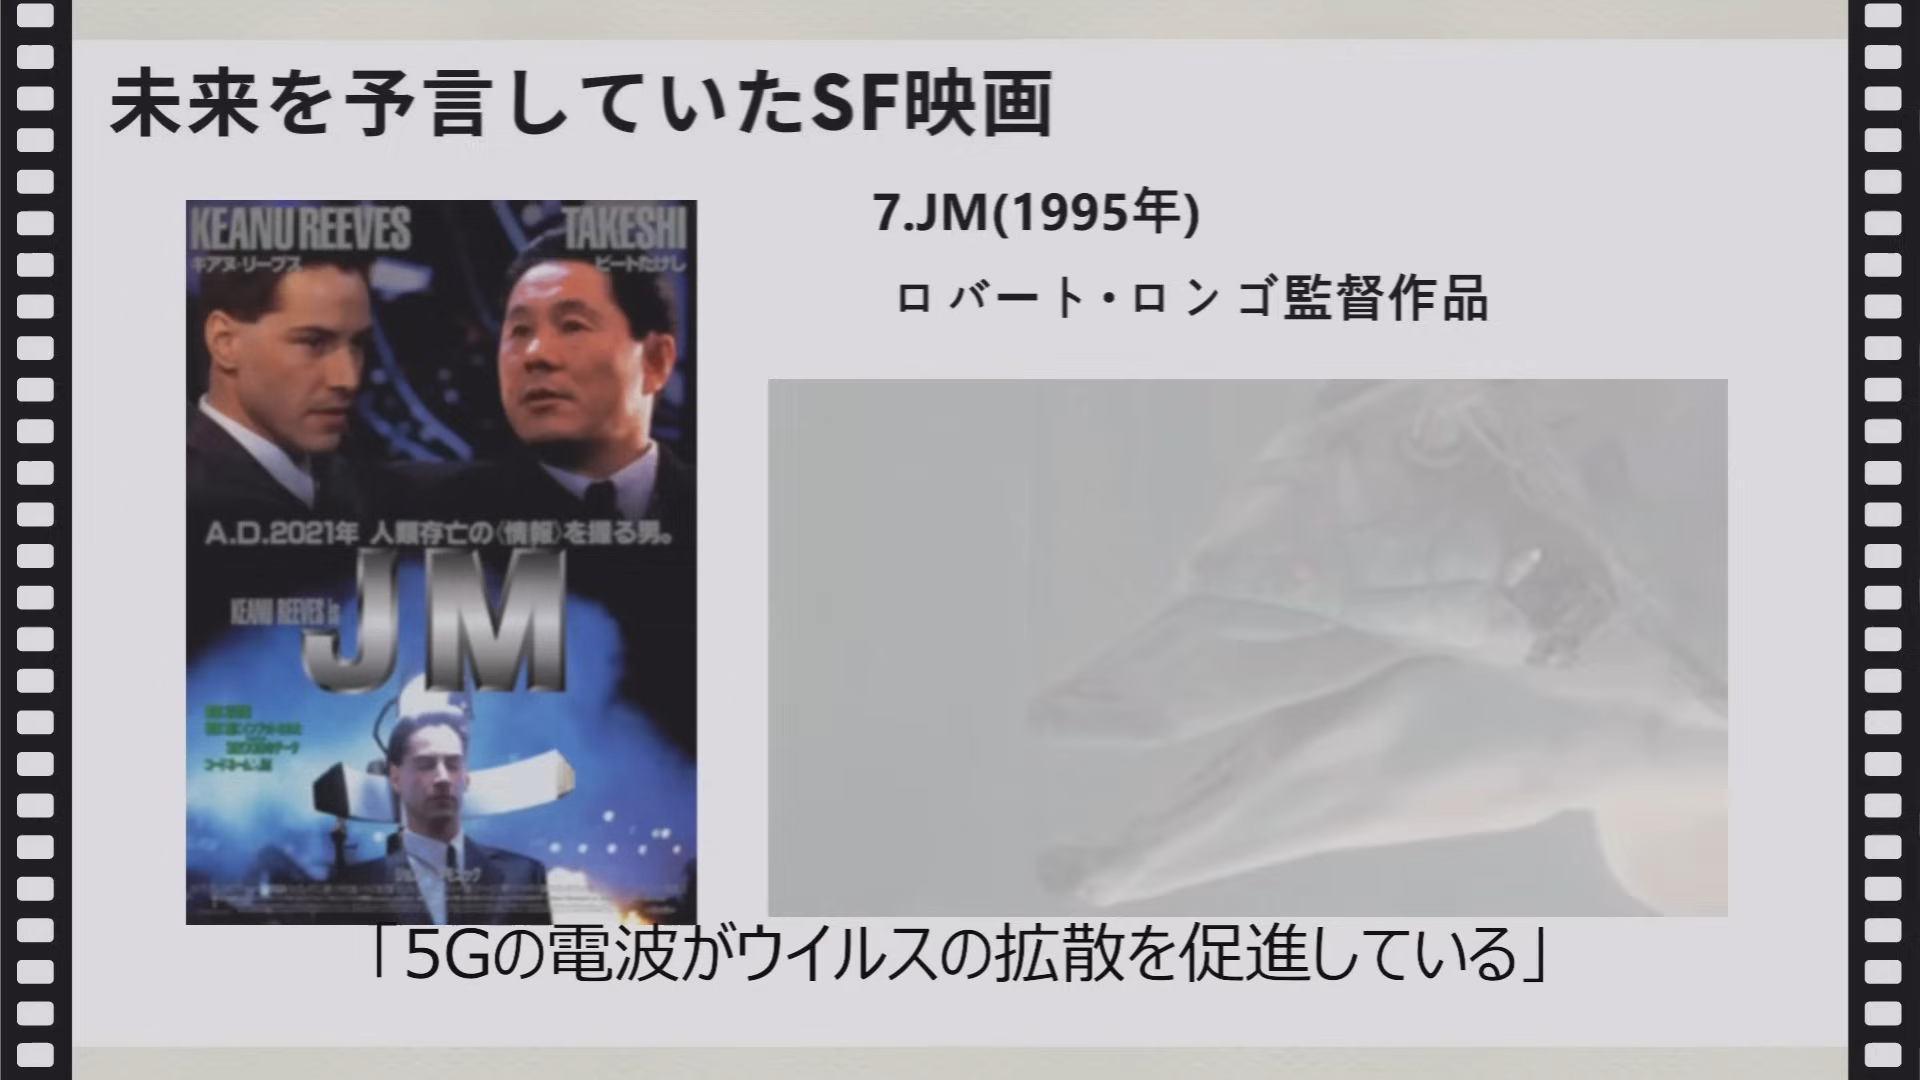 未来を予言していたSF映画
7.JM(1995年)
ロバート・ロンゴ監督作品
KEANU REEVES
TAKESHI
キアヌ・リーブス
ビートたけし
A.D.2021年 人類存亡の〈情報〉を握る男。
KEANU REEVES is
JM
「5Gの電波がウイルスの拡散を促進している」